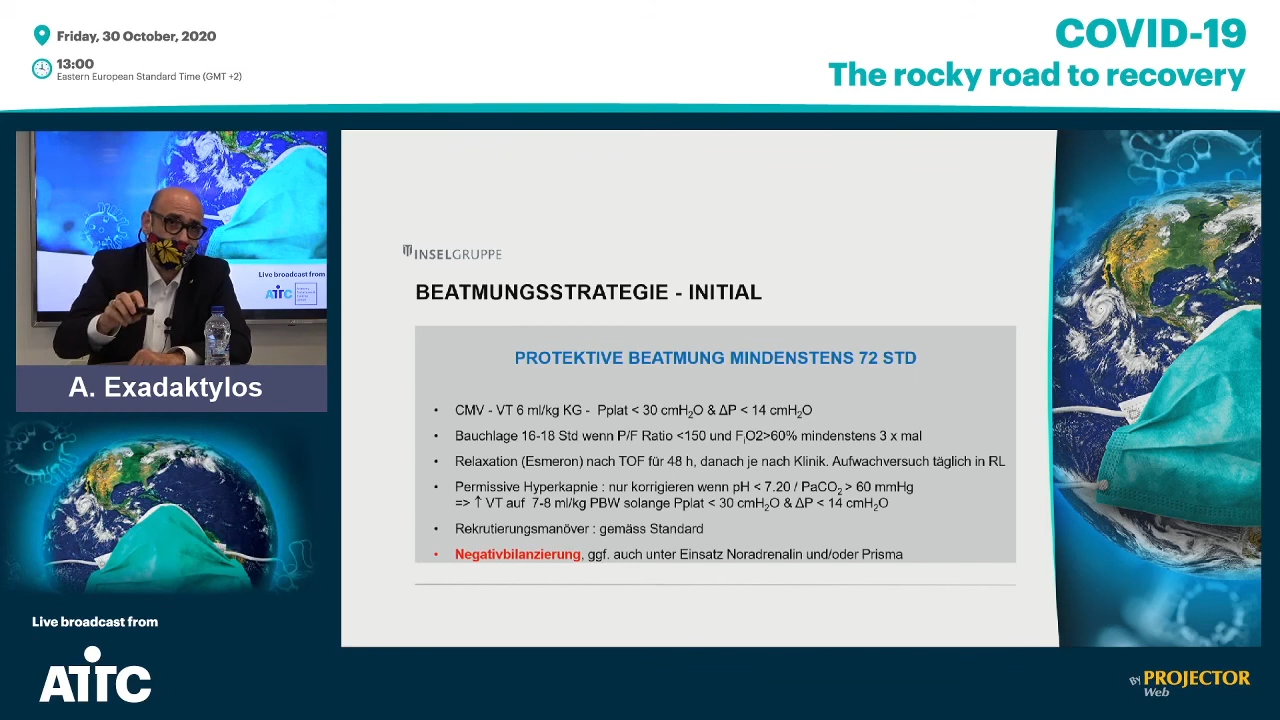 Friday, 30 October, 2020
13:00
Eastern European Standard Time (GMT +2)
COVID-19
The rocky road to recovery
Live broadcast from
ATTC
A. Exadaktylos
INSELGRUPPE
BEATMUNGSSTRATEGIE - INITIAL
PROTEKTIVE BEATMUNG MINDENSTENS 72 STD
• CMV - VT 6 ml/kg KG - Pplat < 30 cmH₂O & ΔP < 14 cmH₂O
• Bauchlage 16-18 Std wenn P/F Ratio <150 und FᵢO2>60% mindestens 3 x mal
• Relaxation (Esmeron) nach TOF für 48 h, danach je nach Klinik. Aufwachversuch täglich in RL
• Permissive Hyperkapnie : nur korrigieren wenn pH < 7.20 / PaCO₂ > 60 mmHg
=> ↑ VT auf 7-8 ml/kg PBW solange Pplat < 30 cmH₂O & ΔP < 14 cmH₂O
• Rekrutierungsmanöver : gemäss Standard
• Negativbilanzierung, ggf. auch unter Einsatz Noradrenalin und/oder Prisma
Live broadcast from
ATTC
By PROJECTOR
Web